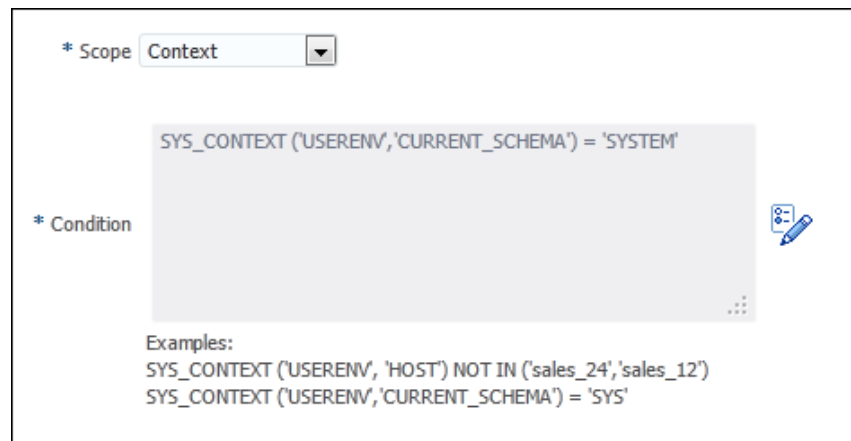 * Scope Context
SYS_CONTEXT ('USERENV','CURRENT_SCHEMA') = 'SYSTEM'
* Condition
Examples:
SYS_CONTEXT ('USERENV', 'HOST') NOT IN ('sales_24','sales_12')
SYS_CONTEXT ('USERENV','CURRENT_SCHEMA') = 'SYS'